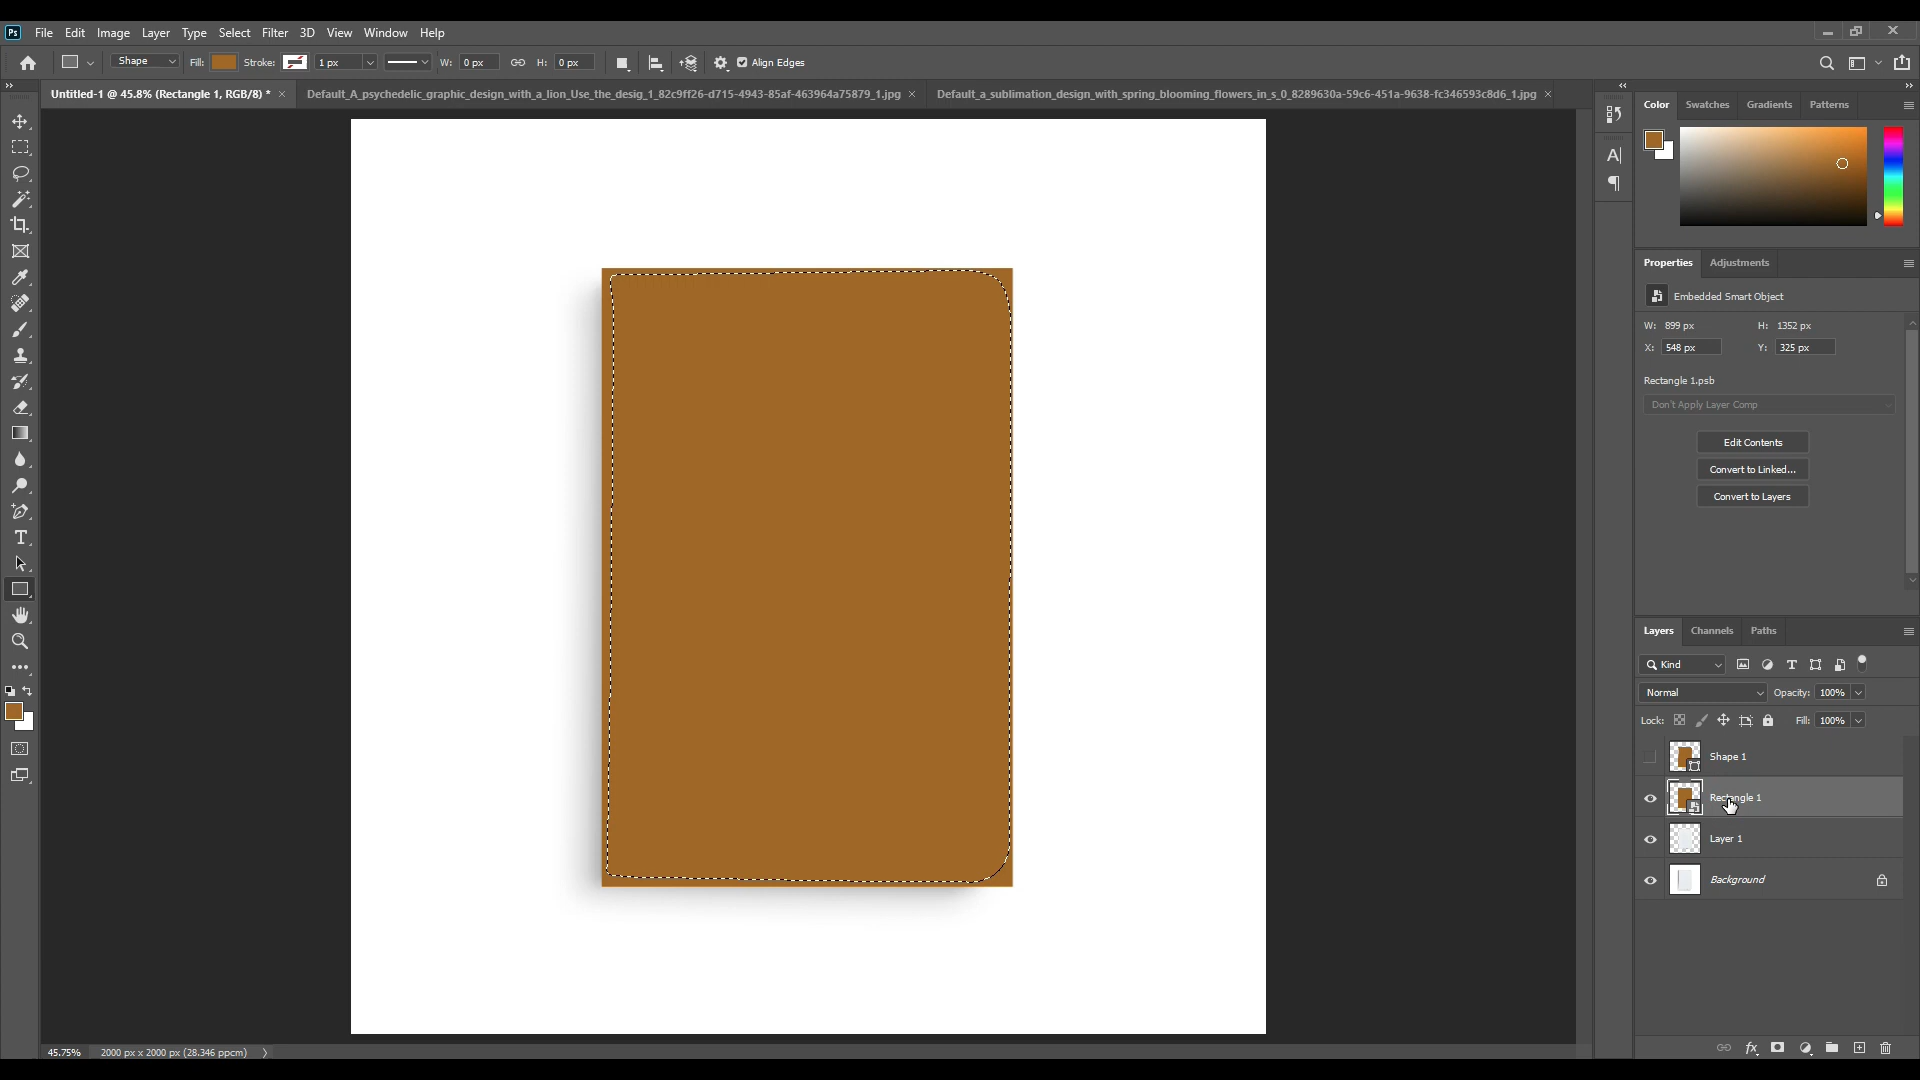 Ps File Edit Image Layer Type Select Filter 3D View Window Help
Shape Fill: Stroke: 1 px W: 0 px H: 0 px Align Edges
Untitled-1 @ 45.8% (Rectangle 1, RGB/8) * × Default_A_psychedelic_graphic_design_with_a_lion_Use_the_desig_1_82c9ff26-d715-4943-85af-463964a75879_1.jpg × Default_a_sublimation_design_with_spring_blooming_flowers_in_s_0_8289630a-59c6-451a-9638-fc346593c8d6_1.jpg ×
Color Swatches Gradients Patterns
Properties Adjustments
Embedded Smart Object
W: 899 px H: 1352 px
X: 548 px Y: 325 px
Rectangle 1.psb
Don't Apply Layer Comp
Edit Contents
Convert to Linked...
Convert to Layers
Layers Channels Paths
Kind
Normal Opacity: 100%
Lock: Fill: 100%
Shape 1
Rectangle 1
Layer 1
Background
45.75% 2000 px x 2000 px (28.346 ppcm)